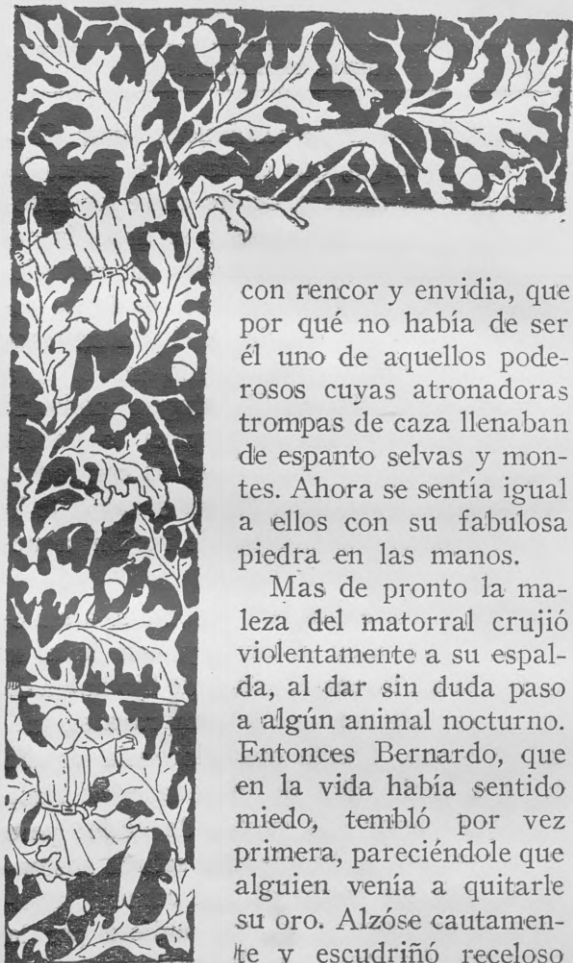 con rencor y envidia, que
por qué no había de ser
él uno de aquellos pode-
rosos cuyas atronadoras
trompas de caza llenaban
de espanto selvas y mon-
tes. Ahora se sentía igual
a ellos con su fabulosa
piedra en las manos.
Mas de pronto la ma-
leza del matorral crujió
violentamente a su espal-
da, al dar sin duda paso
a algún animal nocturno.
Entonces Bernardo, que
en la vida había sentido
miedo, tembló por vez
primera, pareciéndole que
alguien venía a quitarle
su oro. Alzóse cautamen-
te y escudriñó receloso